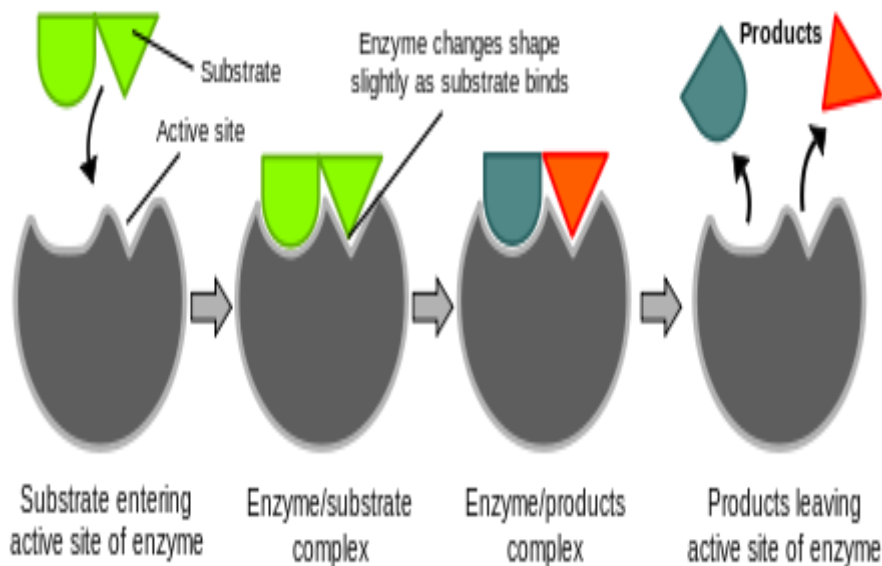 Substrate
Active site
Enzyme changes shape
slightly as substrate binds
Products
Substrate entering
active site of enzyme
Enzyme/substrate
complex
Enzyme/products
complex
Products leaving
active site of enzyme